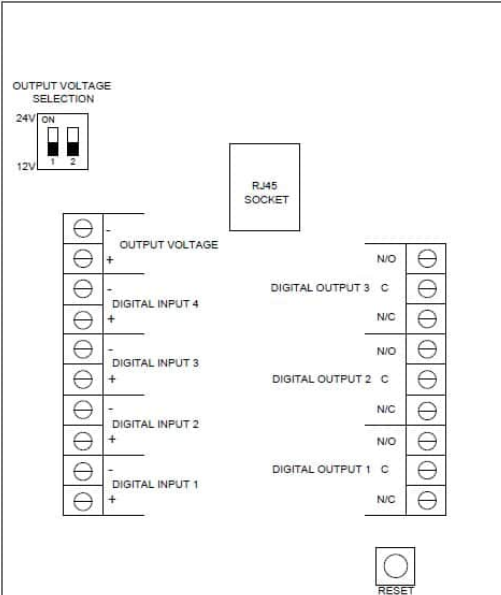 OUTPUT VOLTAGE
SELECTION
24V
ON
1 2
12V
RJ45
SOCKET
-
OUTPUT VOLTAGE
+
-
DIGITAL INPUT 4
+
-
DIGITAL INPUT 3
+
-
DIGITAL INPUT 2
+
-
DIGITAL INPUT 1
+
N/O
DIGITAL OUTPUT 3 C
N/C
N/O
DIGITAL OUTPUT 2 C
N/C
N/O
DIGITAL OUTPUT 1 C
N/C
RESET